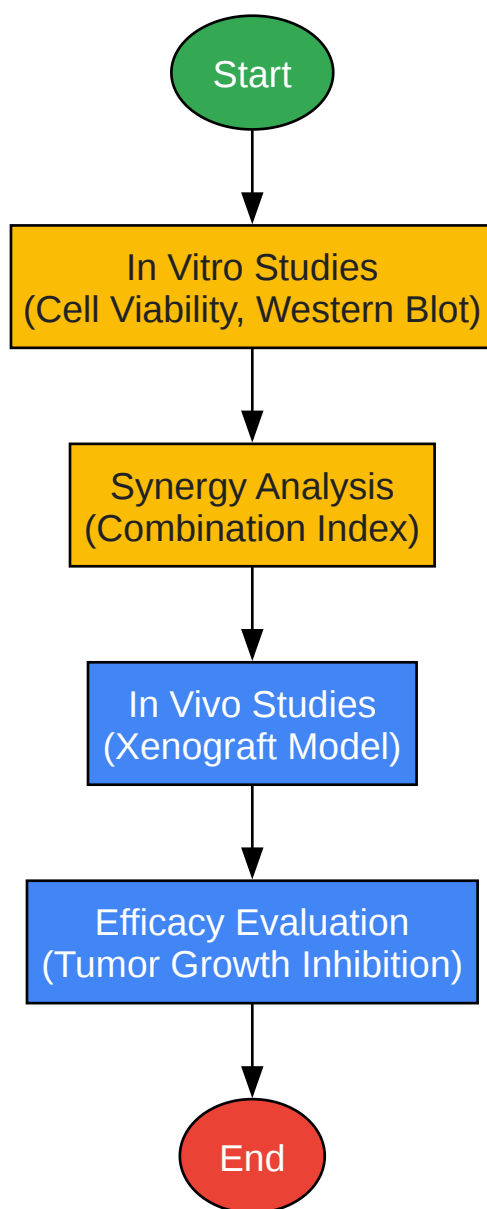 Start
In Vitro Studies
(Cell Viability, Western Blot)
Synergy Analysis
(Combination Index)
In Vivo Studies
(Xenograft Model)
Efficacy Evaluation
(Tumor Growth Inhibition)
End